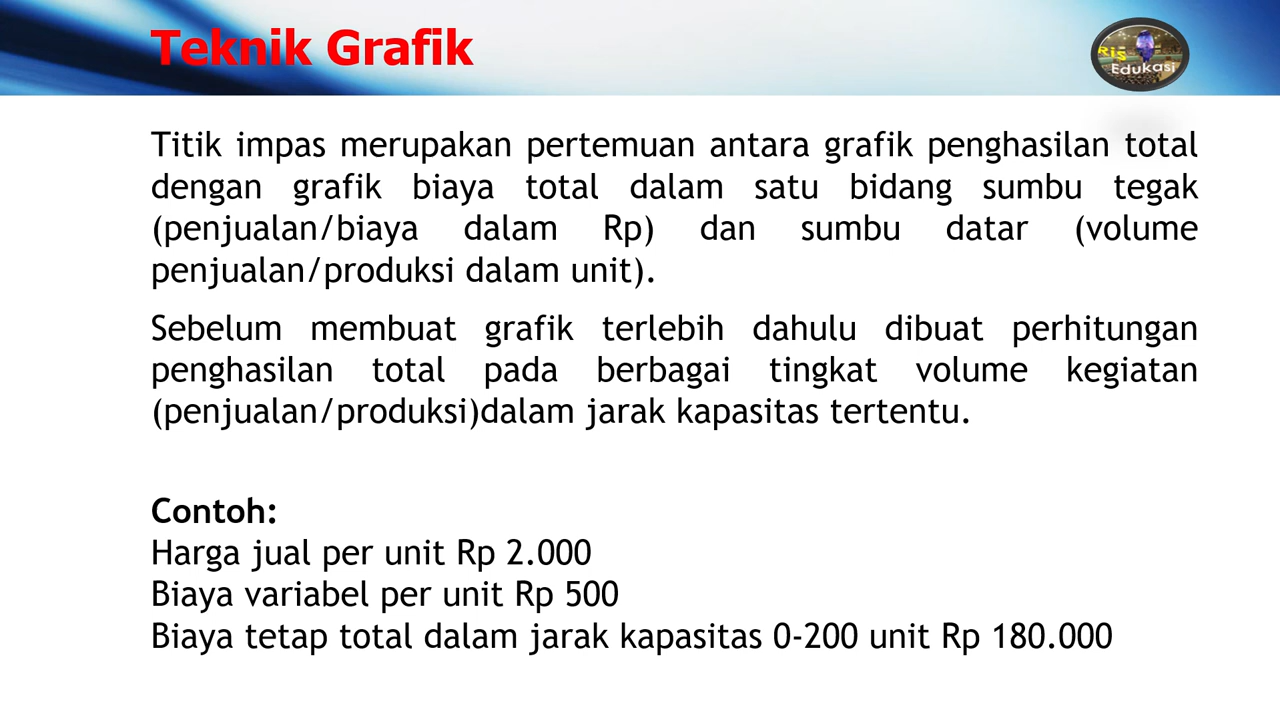 Teknik Grafik
Ris
Edukasi
Titik impas merupakan pertemuan antara grafik penghasilan total
dengan grafik biaya total dalam satu bidang sumbu tegak
(penjualan/biaya dalam Rp) dan sumbu datar (volume
penjualan/produksi dalam unit).
Sebelum membuat grafik terlebih dahulu dibuat perhitungan
penghasilan total pada berbagai tingkat volume kegiatan
(penjualan/produksi)dalam jarak kapasitas tertentu.
Contoh:
Harga jual per unit Rp 2.000
Biaya variabel per unit Rp 500
Biaya tetap total dalam jarak kapasitas 0-200 unit Rp 180.000